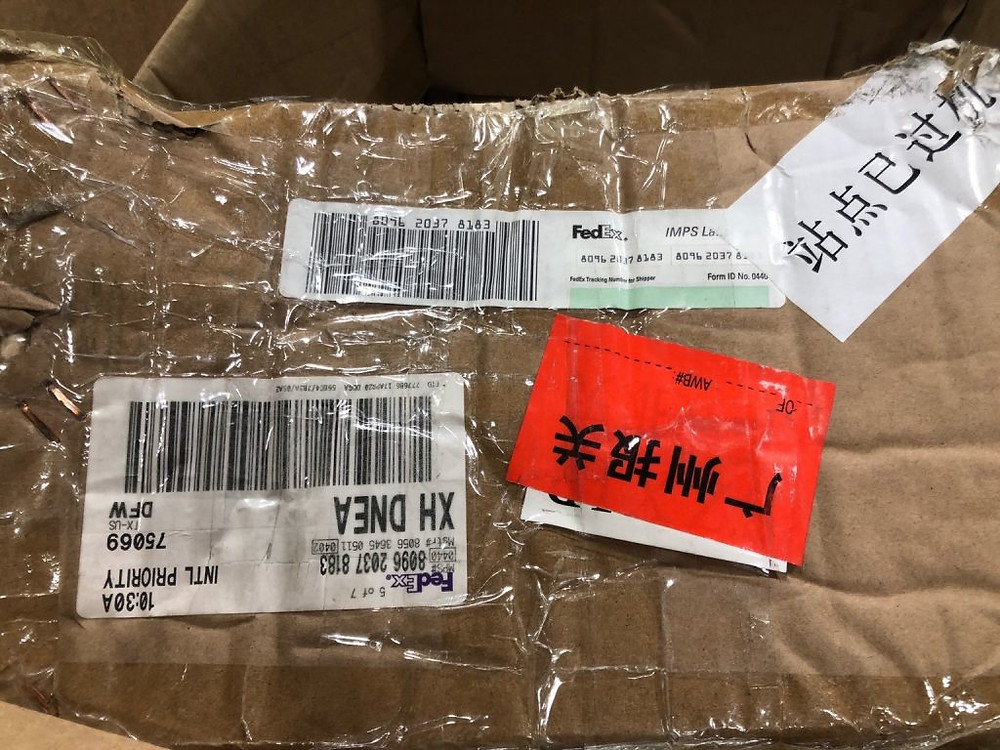 站点已过机
8096 2037 8183
FedEx.
IMPS
8096 2037 8183 8096 2037
FedEx Tracking Number for Shipper
Form ID No.
OF
AWB#:
广州报关
FedEx.
5 of 7
10:30A
INTL PRIORITY
MPS# 8096 2037 8183
0440
Mstr# 8056 3645 0511 0402
XH DNEA
75069
TX-US
DFW